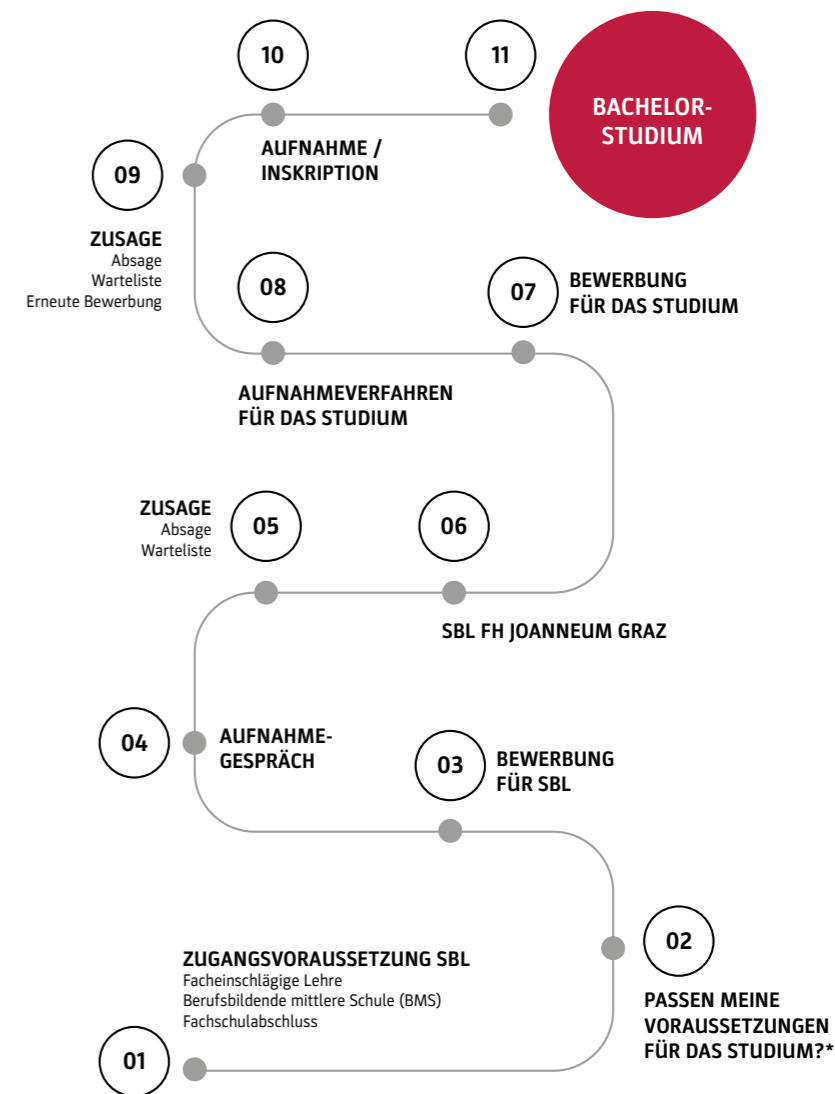 10
11
BACHELOR-
STUDIUM
AUFNAHME /
INSKRIPTION
09
ZUSAGE
Absage
Warteliste
Erneute Bewerbung
08
07
BEWERBUNG
FÜR DAS STUDIUM
AUFNAHMEVERFAHREN
FÜR DAS STUDIUM
ZUSAGE
Absage
Warteliste
05
06
SBL FH JOANNEUM GRAZ
04
AUFNAHME-
GESPRÄCH
03
BEWERBUNG
FÜR SBL
02
PASSEN MEINE
VORAUSSETZUNGEN
FÜR DAS STUDIUM?*
ZUGANGSVORAUSSETZUNG SBL
Facheinschlägige Lehre
Berufsbildende mittlere Schule (BMS)
Fachschulabschluss
01